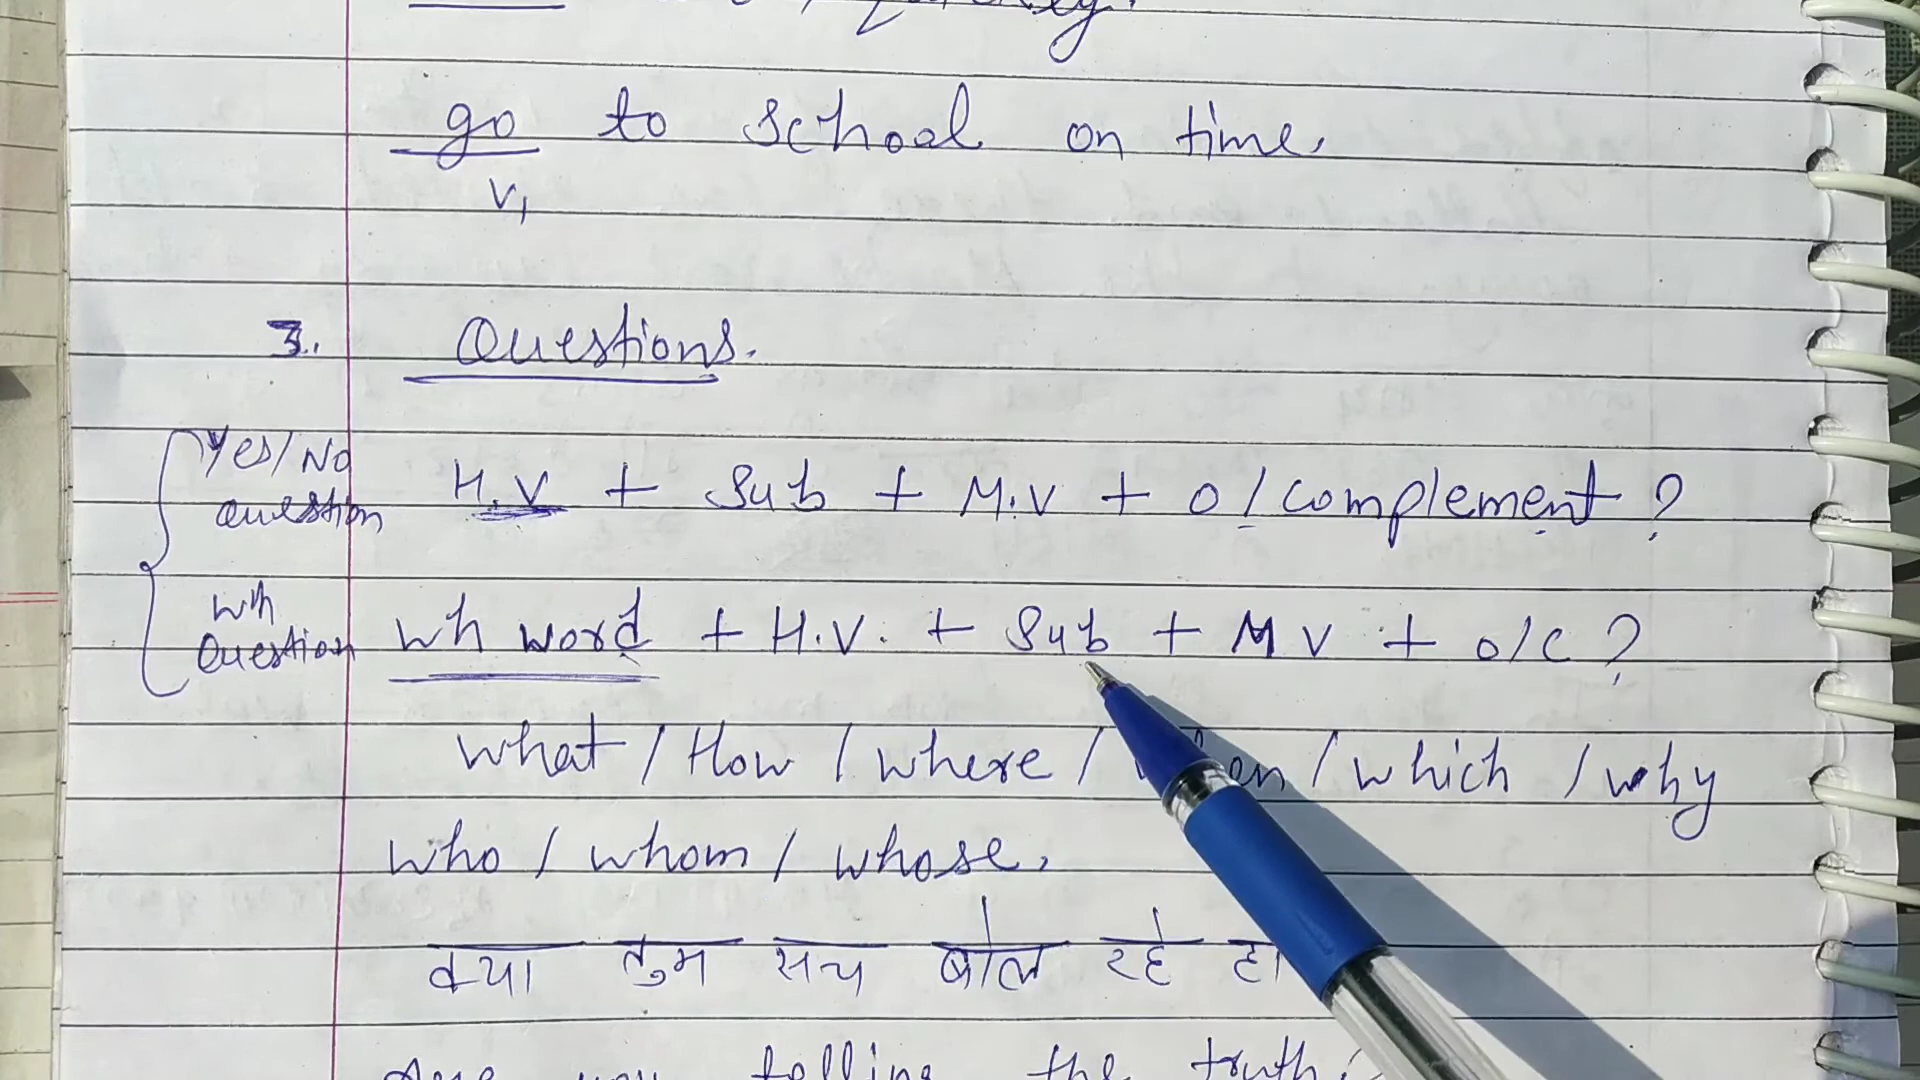 go to school on time.
V1
3. Questions.
Yes/No question H.V + Sub + M.V + O/complement ?
Wh Question Wh word + H.V. + Sub + M V + O/C ?
what / How / where / / which / why
who / whom / whose.
क्या तुम सच बोल रहे हो
Are you telling the truth